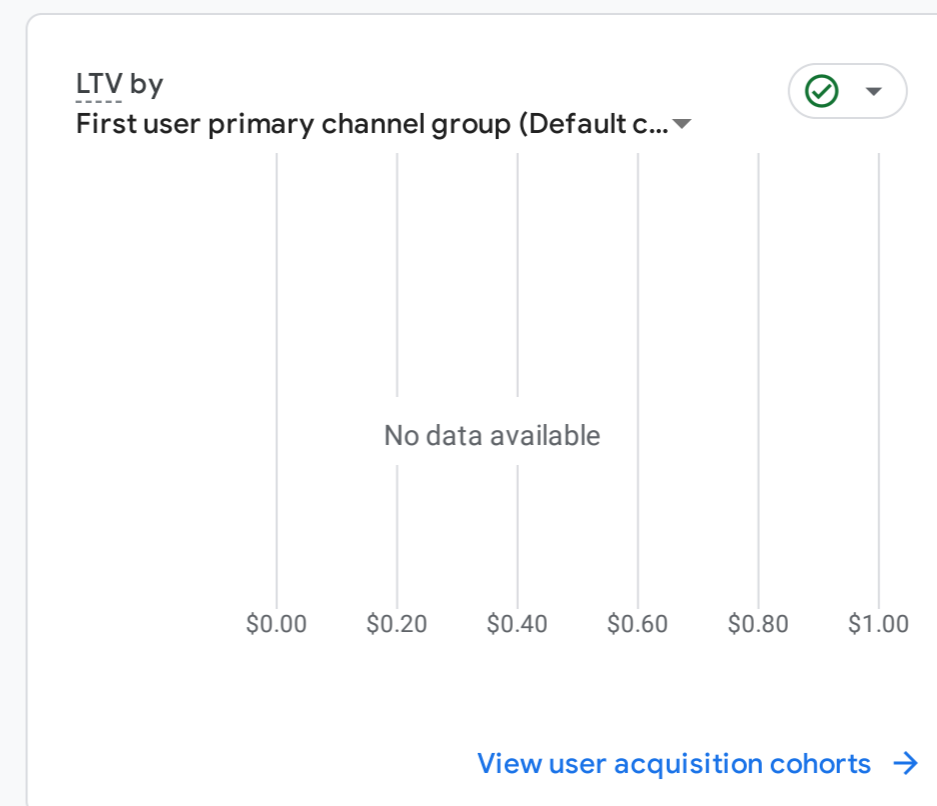 LTV by
First user primary channel group (Default c...
No data available
$0.00 $0.20 $0.40 $0.60 $0.80 $1.00
View user acquisition cohorts